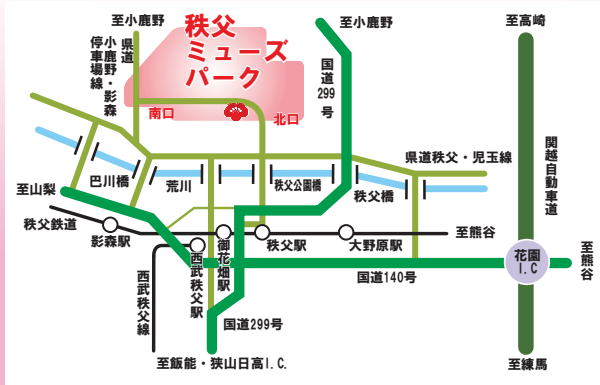 至小鹿野
秩父
ミューズ
パーク
至小鹿野
至高崎
県道
小鹿野・影森
停車場線
国道
299
号
南口
北口
関越自動車道
県道秩父・児玉線
巴川橋
荒川
秩父公園橋
秩父橋
至山梨
秩父鉄道
影森駅
御花畑駅
秩父駅
大野原駅
至熊谷
西武秩父駅
花園
I.C
至熊谷
西武秩父線
国道140号
国道299号
至飯能・狭山日高I.C.
至練馬